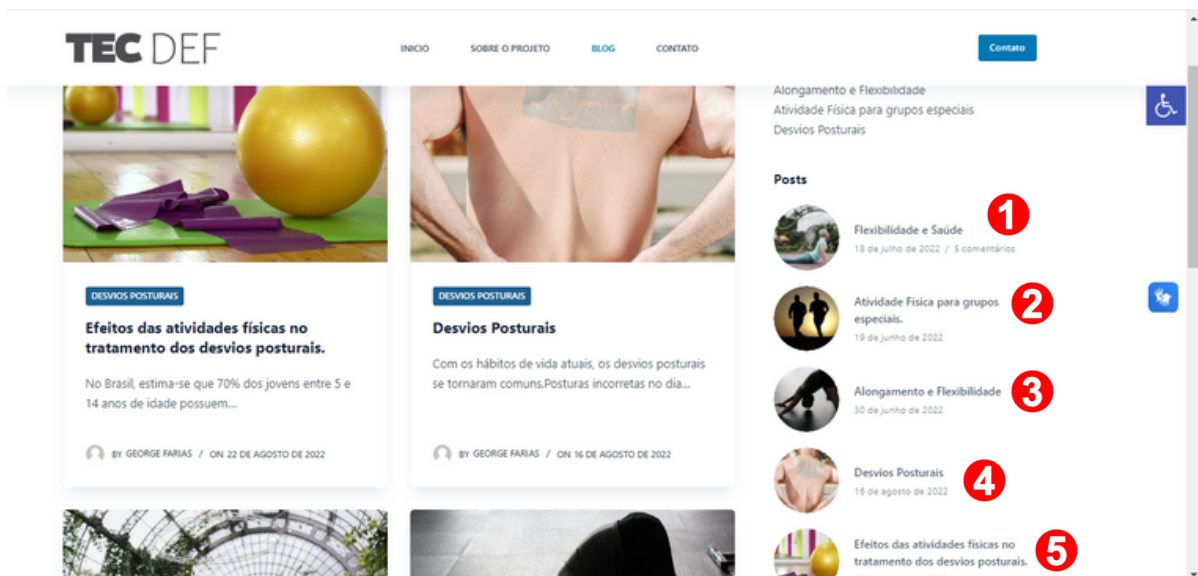 TEC DEF
INICIO
SOBRE O PROJETO
BLOG
CONTATO
Contato
DESVIOS POSTURAIS
Efeitos das atividades físicas no
tratamento dos desvios posturais.
No Brasil, estima-se que 70% dos jovens entre 5 e
14 anos de idade possuem...
BY GEORGE FARIAS / ON 22 DE AGOSTO DE 2022
DESVIOS POSTURAIS
Desvios Posturais
Com os hábitos de vida atuais, os desvios posturais
se tornaram comuns.Posturas incorretas no dia...
BY GEORGE FARIAS / ON 16 DE AGOSTO DE 2022
Alongamento e Flexibilidade
Atividade Física para grupos especiais
Desvios Posturais
Posts
Flexibilidade e Saúde
18 de julho de 2022 / 5 comentários
1
Atividade Física para grupos
especiais.
19 de junho de 2022
2
Alongamento e Flexibilidade
30 de junho de 2022
3
Desvios Posturais
16 de agosto de 2022
4
Efeitos das atividades físicas no
tratamento dos desvios posturais.
5